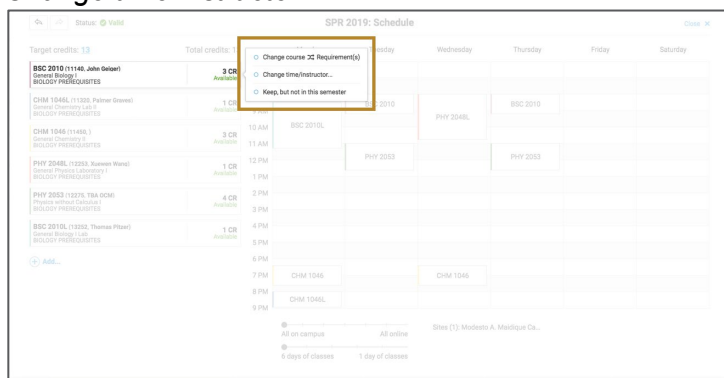 Status: Valid
SPR 2019: Schedule
Close ×
Target credits: 13
Total credits: 1
Tuesday
Wednesday
Thursday
Friday
Saturday
Change course Requirement(s)
Change time/instructor...
Keep, but not in this semester
BSC 2010 (11140, John Geiger)
General Biology I
BIOLOGY PREREQUISITES
3 CR
Available
CHM 1046L (11320, Palmer Graves)
General Chemistry Lab II
BIOLOGY PREREQUISITES
1 CR
Available
CHM 1046 (11450, )
General Chemistry II
BIOLOGY PREREQUISITES
3 CR
Available
PHY 2048L (12253, Xuewen Wang)
General Physics Laboratory I
BIOLOGY PREREQUISITES
1 CR
Available
PHY 2053 (12275, TBA OCM)
Physics without Calculus I
BIOLOGY PREREQUISITES
4 CR
Available
BSC 2010L (13252, Thomas Pitzer)
General Biology I Lab
BIOLOGY PREREQUISITES
1 CR
Available
Add...
BSC 2010
BSC 2010
PHY 2048L
10 AM
BSC 2010L
11 AM
12 PM
PHY 2053
PHY 2053
1 PM
2 PM
3 PM
4 PM
5 PM
6 PM
7 PM
CHM 1046
CHM 1046
8 PM
CHM 1046L
9 PM
All on campus
All online
Sites (1): Modesto A. Maidique Ca...
6 days of classes
1 day of classes